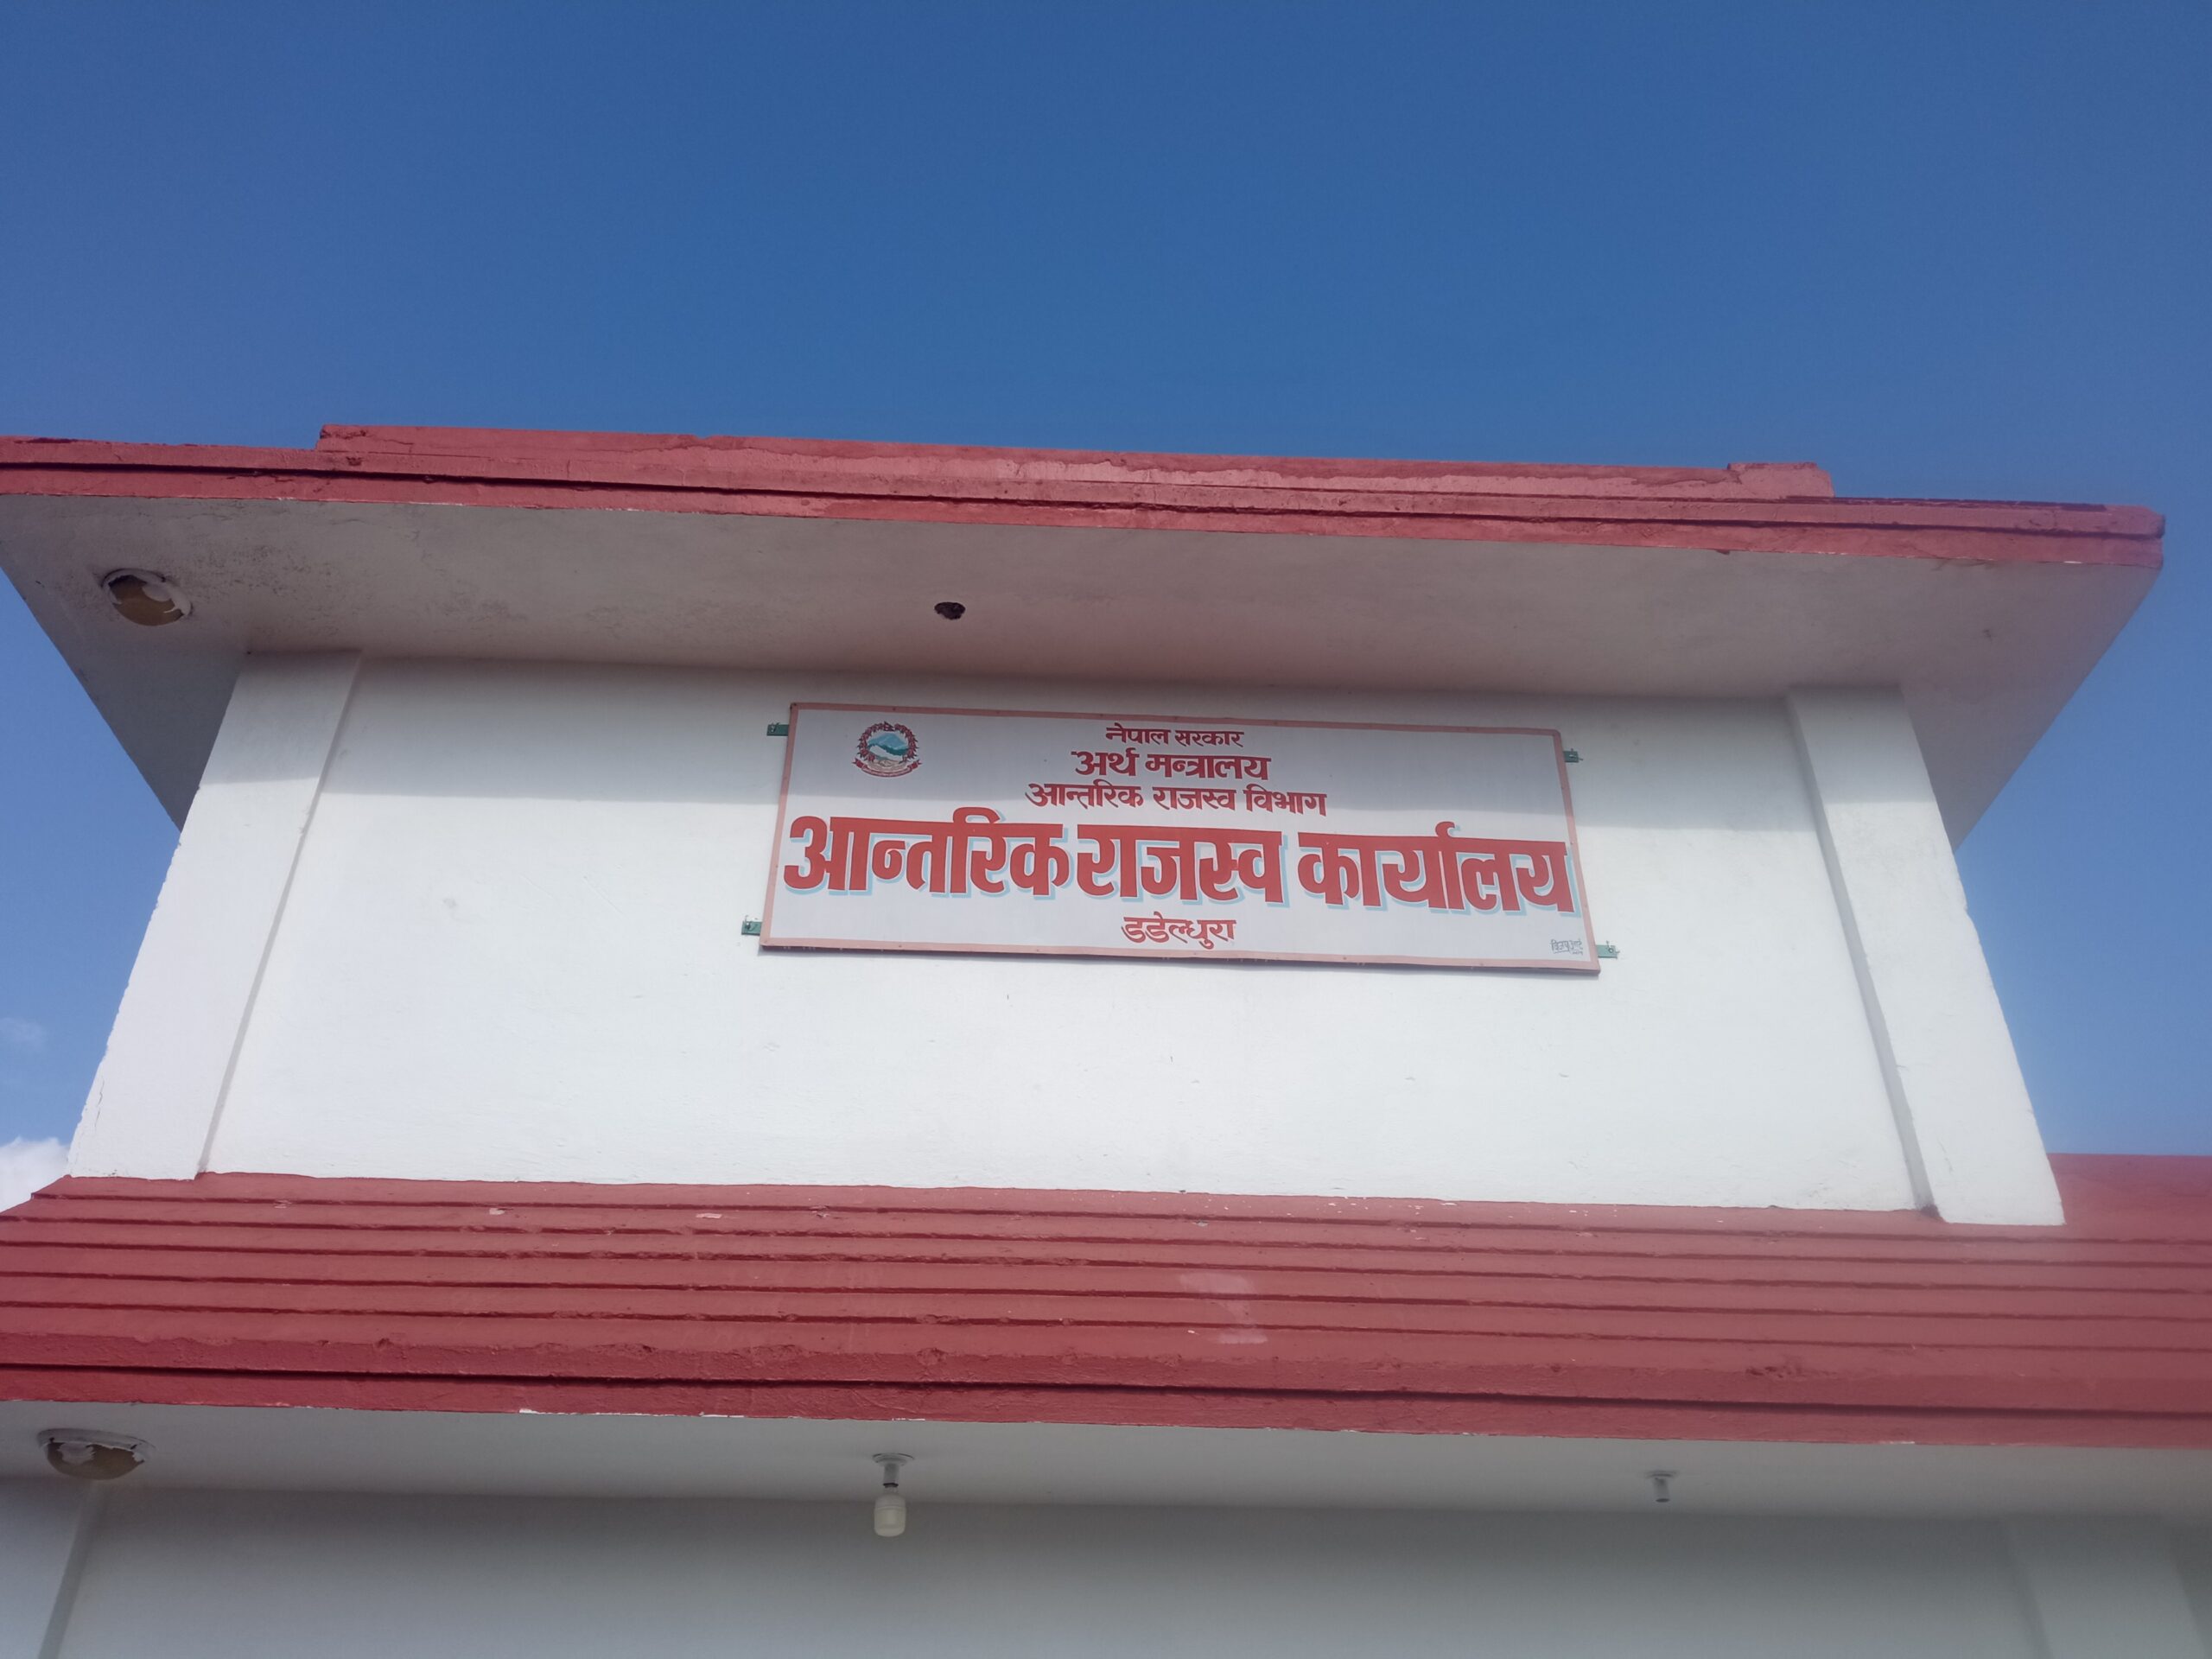 नेपाल सरकार
अर्थ मन्त्रालय
आन्तरिक राजस्व विभाग
आन्तरिक राजस्व कार्यालय
डडेल्धुरा